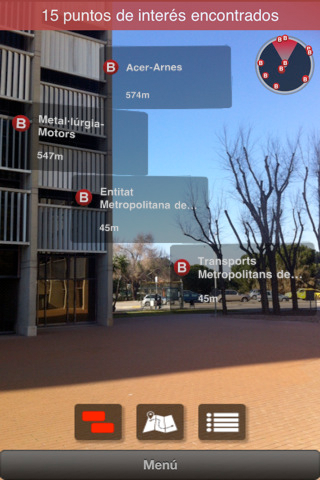 15 puntos de interés encontrados
B
B
B
B
B
B
B
B
Acer-Arnes
574m
B
Metal·lúrgia-
Motors
547m
B
Entitat
Metropolitana de...
45m
B
Transports
Metropolitans de...
45m
Menú